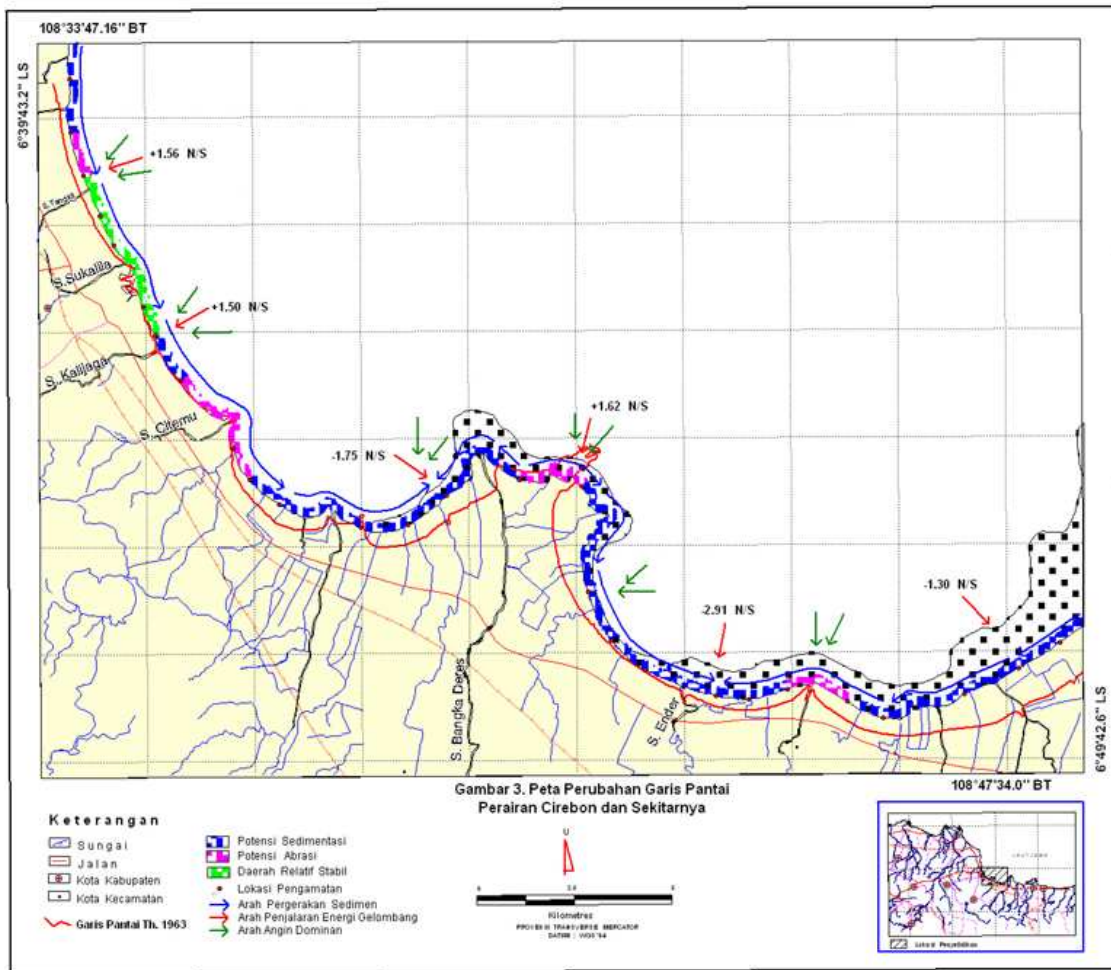 108°33'47.16" BT
6°39'43.2" LS
+1.56 N/S
S.Sukalila
+1.50 N/S
S. Kalijaga
S. Citemu
-1.75 N/S
+1.62 N/S
-2.91 N/S
-1.30 N/S
S. Bangka Deres
S. Ender
6°49'42.6" LS
108°47'34.0" BT
Gambar 3. Peta Perubahan Garis Pantai
Perairan Cirebon dan Sekitarnya
Keterangan
Sungai
Jalan
Kota Kabupaten
Kota Kecamatan
Garis Pantai Th. 1963
Potensi Sedimentasi
Potensi Abrasi
Daerah Relatif Stabil
Lokasi Pengamatan
Arah Pergerakan Sedimen
Arah Penjalaran Energi Gelombang
Arah Angin Dominan
U
Kilometres
PROYEKSI TRANSVERSE MERCATOR
DATUM : WGS '84